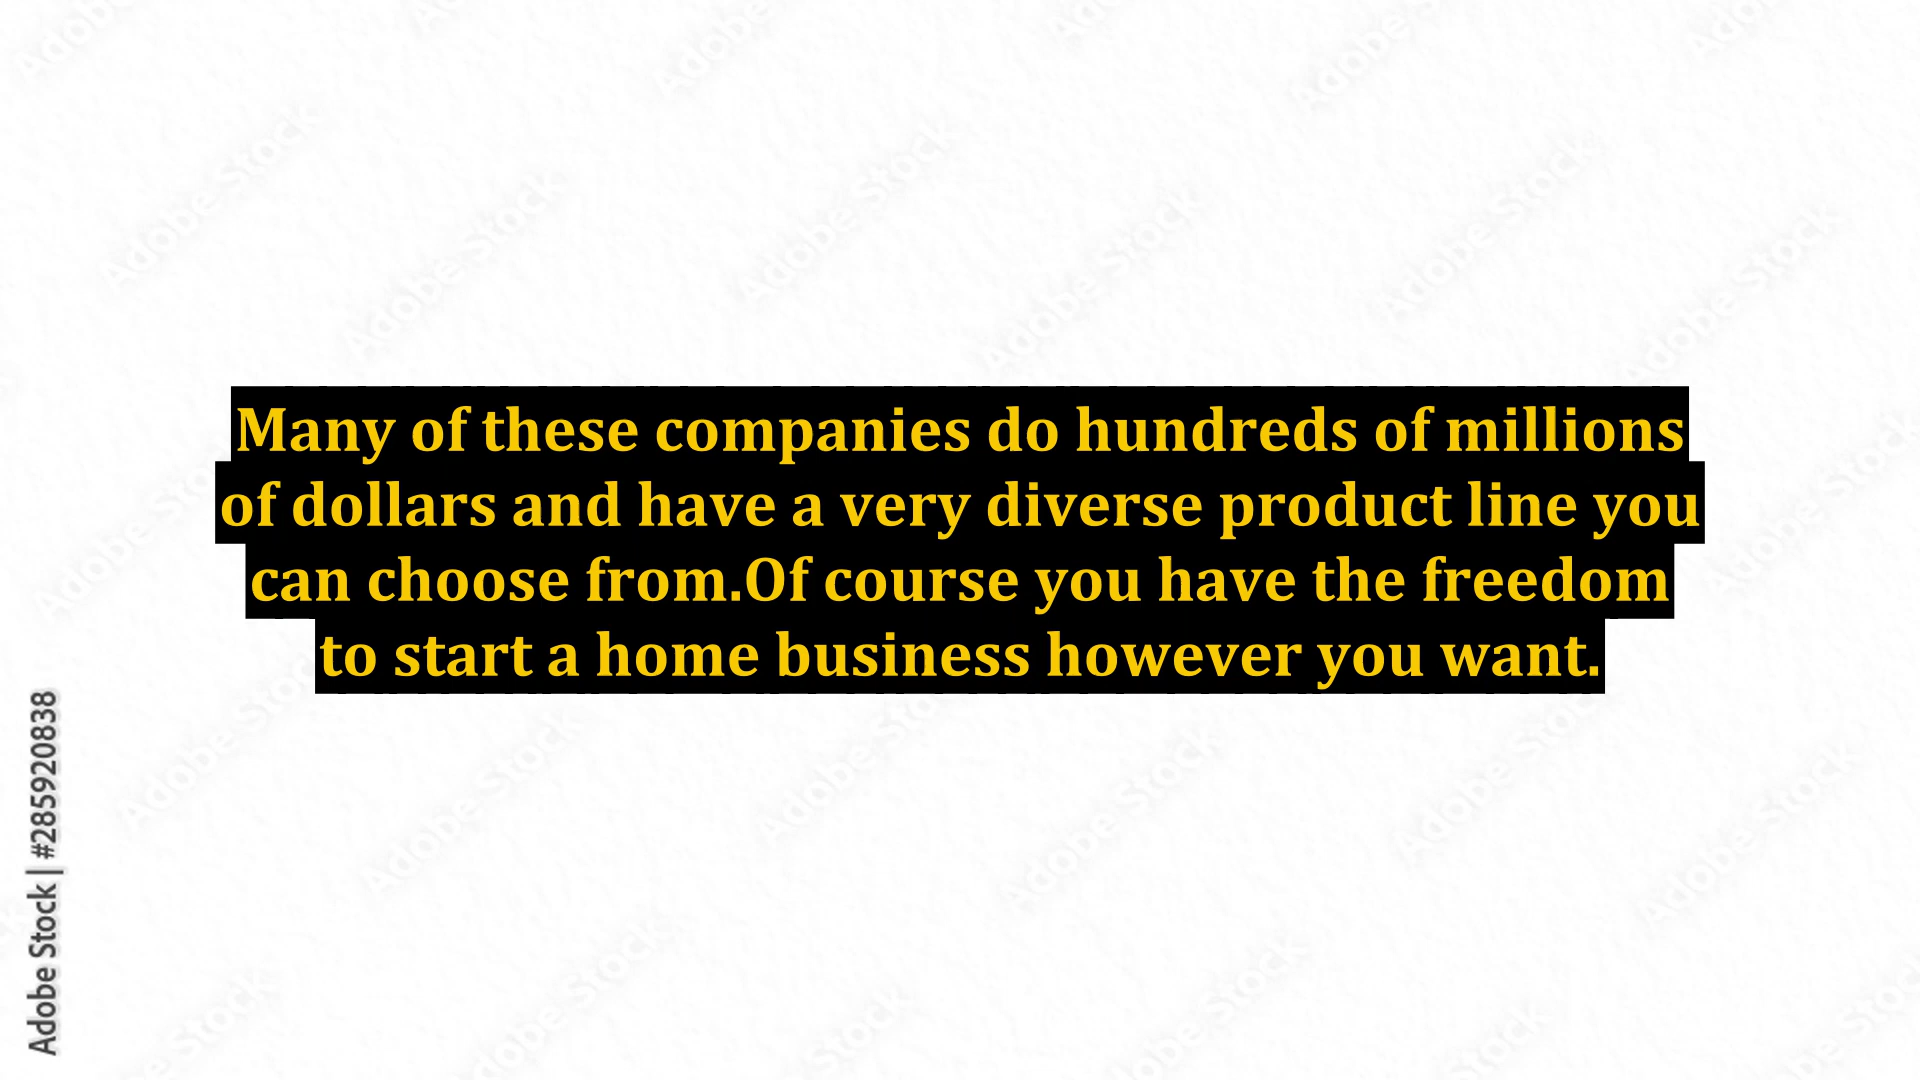 Many of these companies do hundreds of millions
of dollars and have a very diverse product line you
can choose from.Of course you have the freedom
to start a home business however you want.
Adobe Stock | #285920838